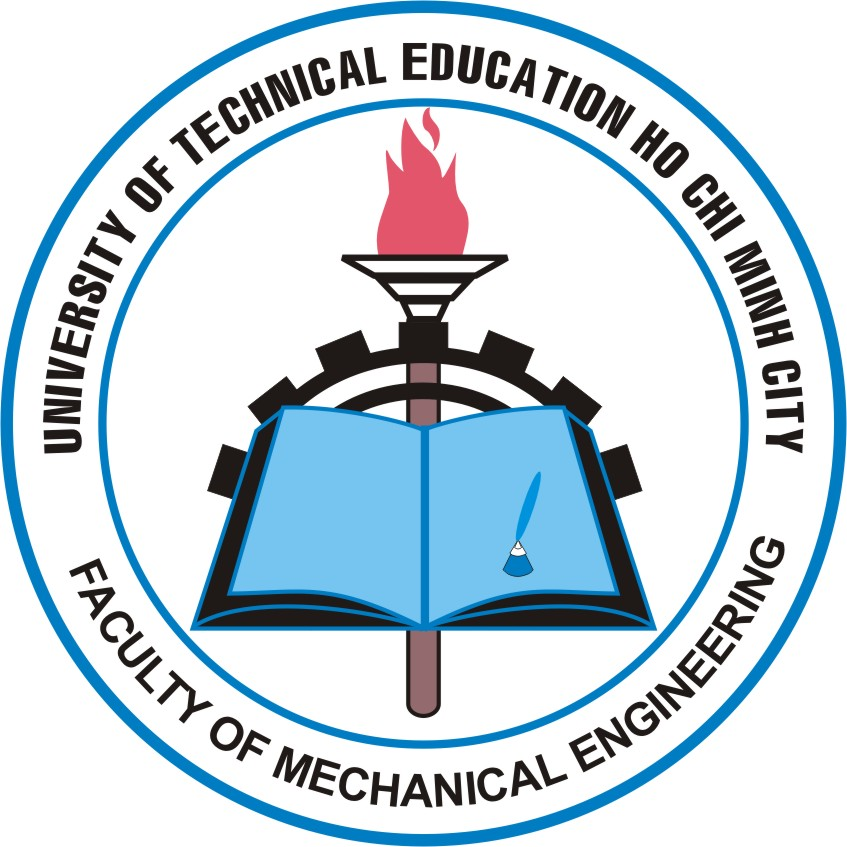 UNIVERSITY OF TECHNICAL EDUCATION HO CHI MINH CITY
FACULTY OF MECHANICAL ENGINEERING